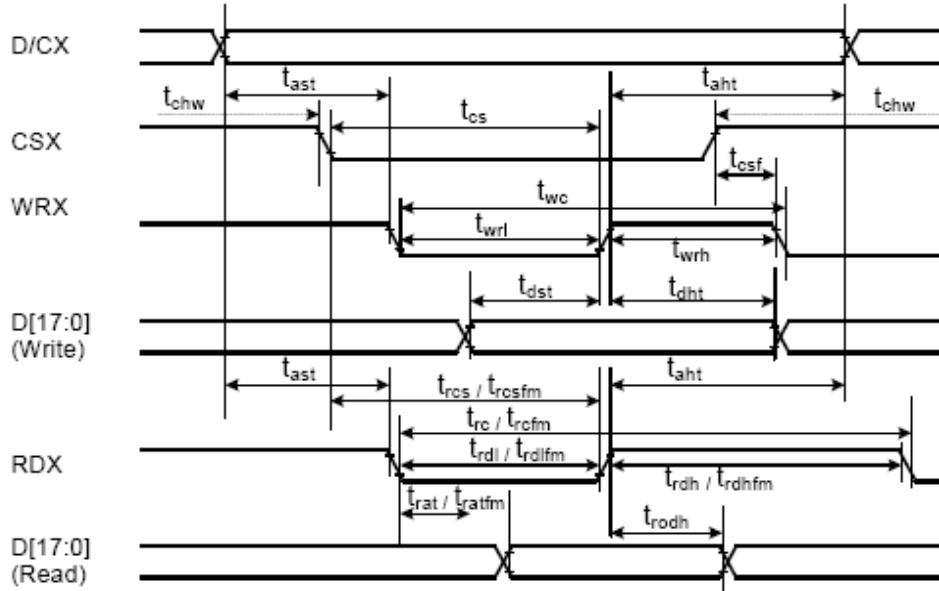 D/CX
t_ast
t_aht
t_chw
t_chw
t_cs
CSX
t_csf
WRX
t_wc
t_wrl
t_wrh
t_dst
t_dht
D[17:0]
(Write)
t_ast
t_rcs / t_rcsfm
t_aht
t_rc / t_rcfm
RDX
t_rdl / t_rdlfm
t_rdh / t_rdhfm
t_rat / t_ratfm
t_rodh
D[17:0]
(Read)